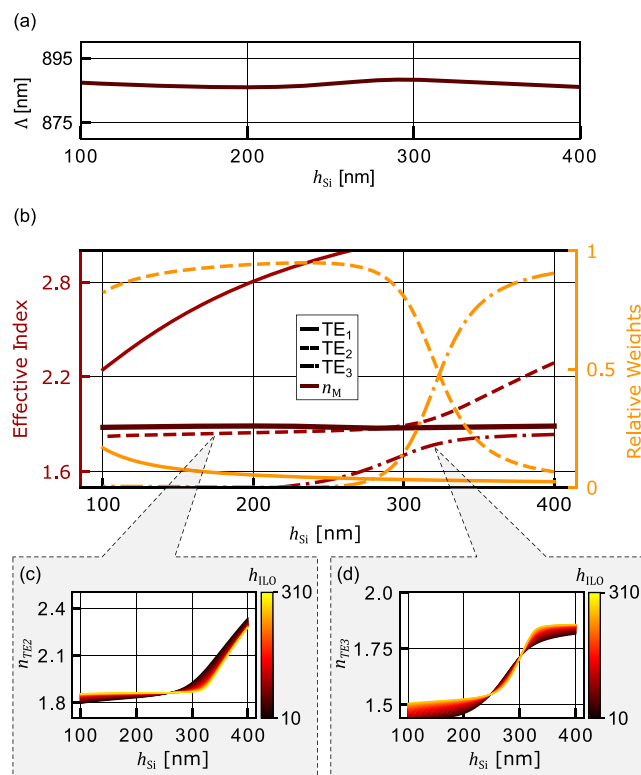 (a)
895
875
Λ [nm]
100 200 300 400
hSi [nm]
(b)
2.8
2.2
1.6
Effective Index
1
0.5
0
Relative Weights
TE1
TE2
TE3
nM
100 200 300 400
hSi [nm]
(c)
hILO
2.4
2.1
1.8
nTE2
310
10
100 200 300 400
hSi [nm]
(d)
hILO
2.0
1.75
1.5
nTE3
310
10
100 200 300 400
hSi [nm]